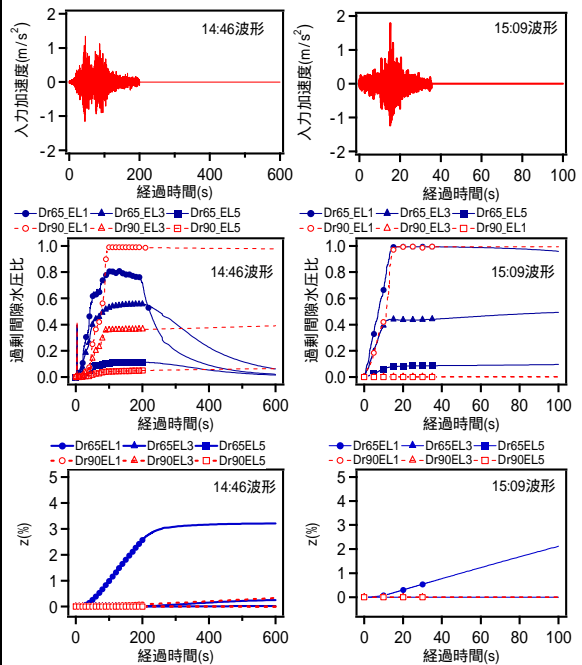 14:46波形
入力加速度(m/s²)
2
1
0
-1
-2
0 200 400 600
経過時間(s)
15:09波形
入力加速度(m/s²)
2
1
0
-1
-2
0 20 40 60 80 100
経過時間(s)
Dr65_EL1 Dr65_EL3 Dr65_EL5
Dr90_EL1 Dr90_EL3 Dr90_EL5
14:46波形
過剰間隙水圧比
1.0
0.8
0.6
0.4
0.2
0.0
0 200 400 600
経過時間(s)
Dr65_EL1 Dr65_EL3 Dr65_EL5
Dr90_EL1 Dr90_EL3 Dr90_EL1
15:09波形
過剰間隙水圧比
1.0
0.8
0.6
0.4
0.2
0.0
0 20 40 60 80 100
経過時間(s)
Dr65EL1 Dr65EL3 Dr65EL5
Dr90EL1 Dr90EL3 Dr90EL5
14:46波形
z(%)
5
4
3
2
1
0
0 200 400 600
経過時間(s)
Dr65EL1 Dr65EL3 Dr65EL5
Dr90EL1 Dr90EL3 Dr90EL5
15:09波形
z(%)
5
4
3
2
1
0
0 20 40 60 80 100
経過時間(s)